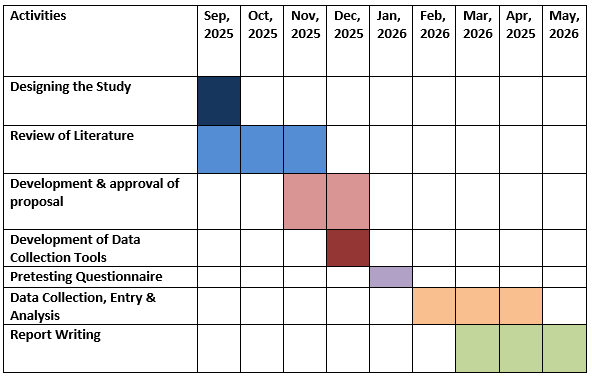 Activities Sep, 2025 Oct, 2025 Nov, 2025 Dec, 2025 Jan, 2026 Feb, 2026 Mar, 2026 Apr, 2025 May, 2026
Designing the Study
Review of Literature
Development & approval of
proposal
Development of Data
Collection Tools
Pretesting Questionnaire
Data Collection, Entry &
Analysis
Report Writing